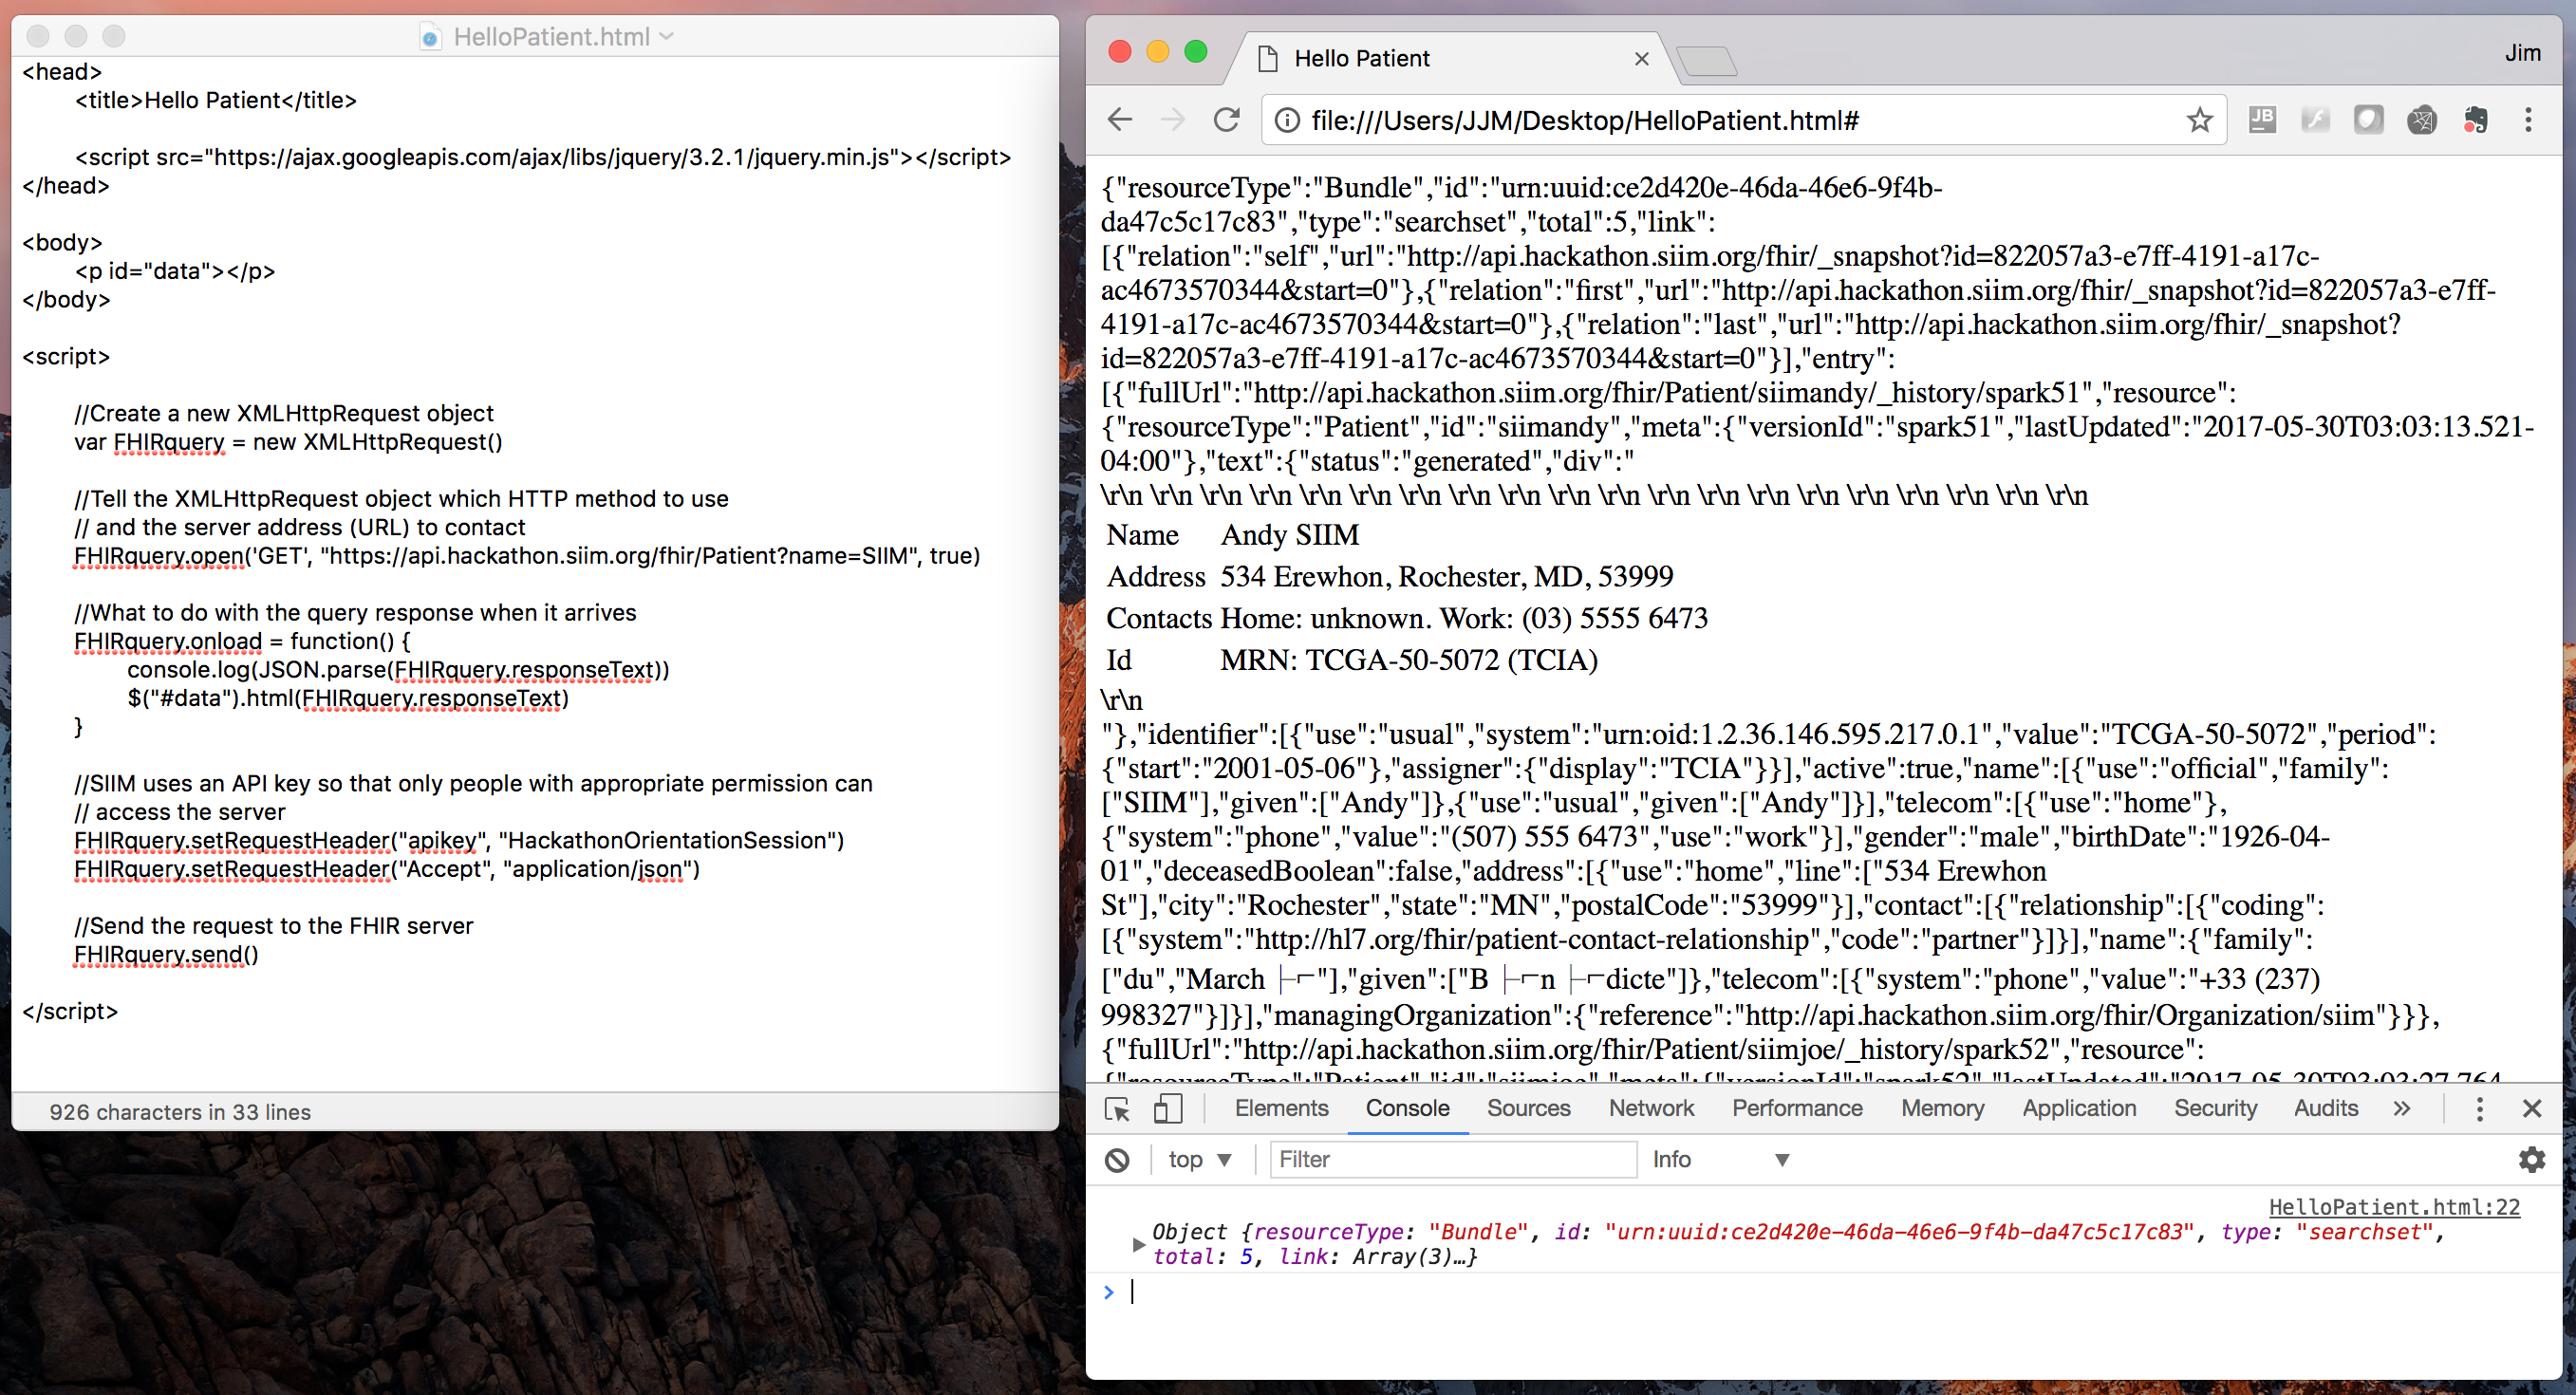 HelloPatient.html
<head>
<title>Hello Patient</title>
<script src="https://ajax.googleapis.com/ajax/libs/jquery/3.2.1/jquery.min.js"></script>
</head>
<body>
<p id="data"></p>
</body>
<script>
//Create a new XMLHttpRequest object
var FHIRquery = new XMLHttpRequest()
//Tell the XMLHttpRequest object which HTTP method to use
// and the server address (URL) to contact
FHIRquery.open('GET', "https://api.hackathon.siim.org/fhir/Patient?name=SIIM", true)
//What to do with the query response when it arrives
FHIRquery.onload = function() {
console.log(JSON.parse(FHIRquery.responseText))
$("#data").html(FHIRquery.responseText)
}
//SIIM uses an API key so that only people with appropriate permission can
// access the server
FHIRquery.setRequestHeader("apikey", "HackathonOrientationSession")
FHIRquery.setRequestHeader("Accept", "application/json")
//Send the request to the FHIR server
FHIRquery.send()
</script>
926 characters in 33 lines
Hello Patient
Jim
file:///Users/JJM/Desktop/HelloPatient.html#
JB
{"resourceType":"Bundle","id":"urn:uuid:ce2d420e-46da-46e6-9f4b-
da47c5c17c83","type":"searchset","total":5,"link":
[{"relation":"self","url":"http://api.hackathon.siim.org/fhir/_snapshot?id=822057a3-e7ff-4191-a17c-
ac4673570344&start=0"},{"relation":"first","url":"http://api.hackathon.siim.org/fhir/_snapshot?id=822057a3-e7ff-
4191-a17c-ac4673570344&start=0"},{"relation":"last","url":"http://api.hackathon.siim.org/fhir/_snapshot?
id=822057a3-e7ff-4191-a17c-ac4673570344&start=0"}],"entry":
[{"fullUrl":"http://api.hackathon.siim.org/fhir/Patient/siimandy/_history/spark51","resource":
{"resourceType":"Patient","id":"siimandy","meta":{"versionId":"spark51","lastUpdated":"2017-05-30T03:03:13.521-
04:00"},"text":{"status":"generated","div":"
\r\n \r\n \r\n \r\n \r\n \r\n \r\n \r\n \r\n \r\n \r\n \r\n \r\n \r\n \r\n \r\n \r\n \r\n \r\n \r\n
Name Andy SIIM
Address 534 Erewhon, Rochester, MD, 53999
Contacts Home: unknown. Work: (03) 5555 6473
Id MRN: TCGA-50-5072 (TCIA)
\r\n
"},"identifier":[{"use":"usual","system":"urn:oid:1.2.36.146.595.217.0.1","value":"TCGA-50-5072","period":
{"start":"2001-05-06"},"assigner":{"display":"TCIA"}}],"active":true,"name":[{"use":"official","family":
["SIIM"],"given":["Andy"]},{"use":"usual","given":["Andy"]}],"telecom":[{"use":"home"},
{"system":"phone","value":"(507) 555 6473","use":"work"}],"gender":"male","birthDate":"1926-04-
01","deceasedBoolean":false,"address":[{"use":"home","line":["534 Erewhon
St"],"city":"Rochester","state":"MN","postalCode":"53999"}],"contact":[{"relationship":[{"coding":
[{"system":"http://hl7.org/fhir/patient-contact-relationship","code":"partner"}]}],"name":{"family":
["du","March ├⌐"],"given":["B ├⌐n ├⌐dicte"]},"telecom":[{"system":"phone","value":"+33 (237)
998327"}]}],"managingOrganization":{"reference":"http://api.hackathon.siim.org/fhir/Organization/siim"}}},
{"fullUrl":"http://api.hackathon.siim.org/fhir/Patient/siimjoe/_history/spark52","resource":
{"resourceType":"Patient","id":"siimjoe","meta":{"versionId":"spark52","lastUpdated":"2017-05-30T03:03:27.764-
Elements Console Sources Network Performance Memory Application Security Audits »
top Filter Info
HelloPatient.html:22
Object {resourceType: "Bundle", id: "urn:uuid:ce2d420e-46da-46e6-9f4b-da47c5c17c83", type: "searchset",
total: 5, link: Array(3)…}